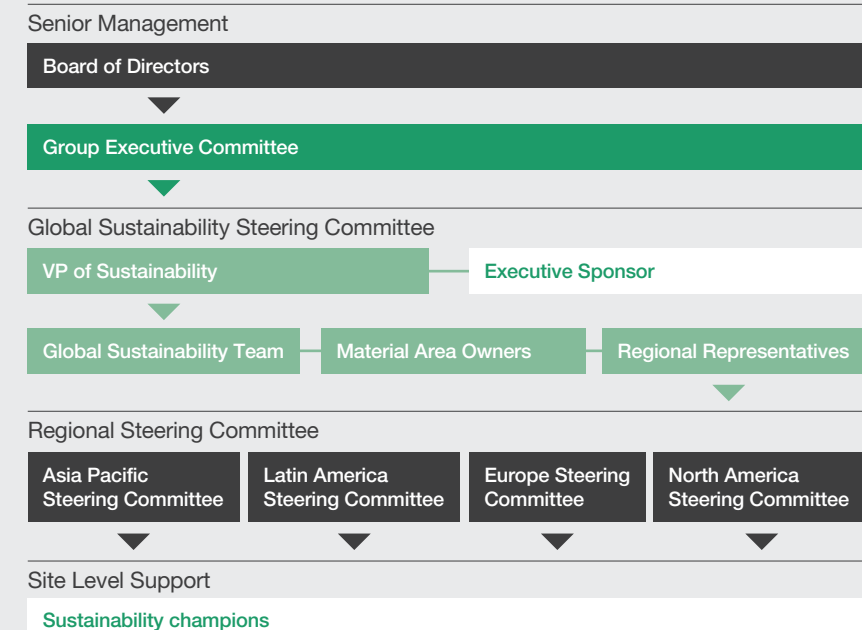 Senior Management
Board of Directors
Group Executive Committee
Global Sustainability Steering Committee
VP of Sustainability
Executive Sponsor
Global Sustainability Team
Material Area Owners
Regional Representatives
Regional Steering Committee
Asia Pacific
Steering Committee
Latin America
Steering Committee
Europe Steering
Committee
North America
Steering Committee
Site Level Support
Sustainability champions